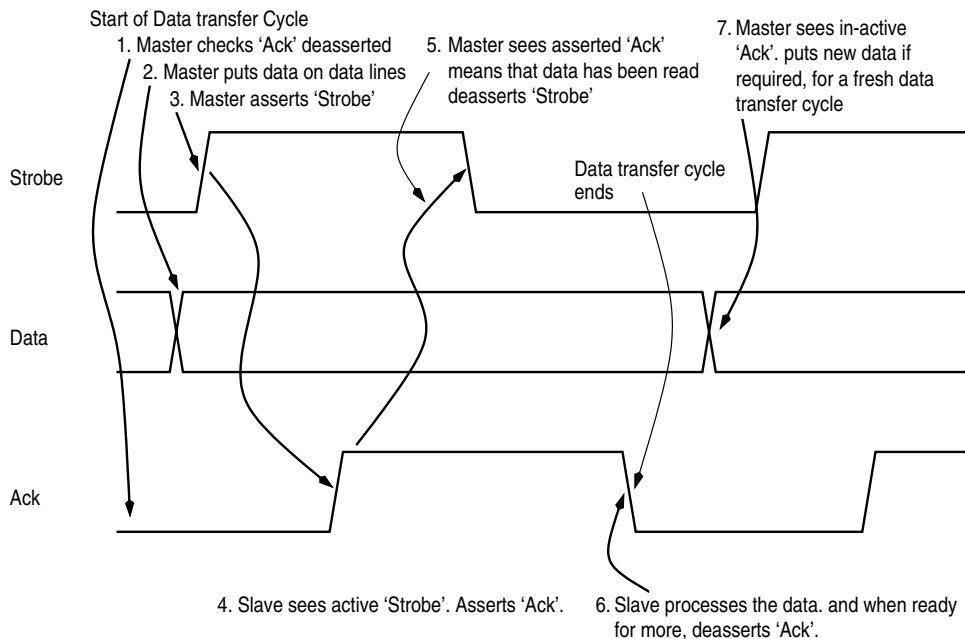 Start of Data transfer Cycle
1. Master checks ‘Ack’ deasserted
2. Master puts data on data lines
3. Master asserts ‘Strobe’
5. Master sees asserted ‘Ack’
means that data has been read
deasserts ‘Strobe’
7. Master sees in-active
‘Ack’. puts new data if
required, for a fresh data
transfer cycle
Strobe
Data transfer cycle
ends
Data
Ack
4. Slave sees active ‘Strobe’. Asserts ‘Ack’.
6. Slave processes the data. and when ready
for more, deasserts ‘Ack’.